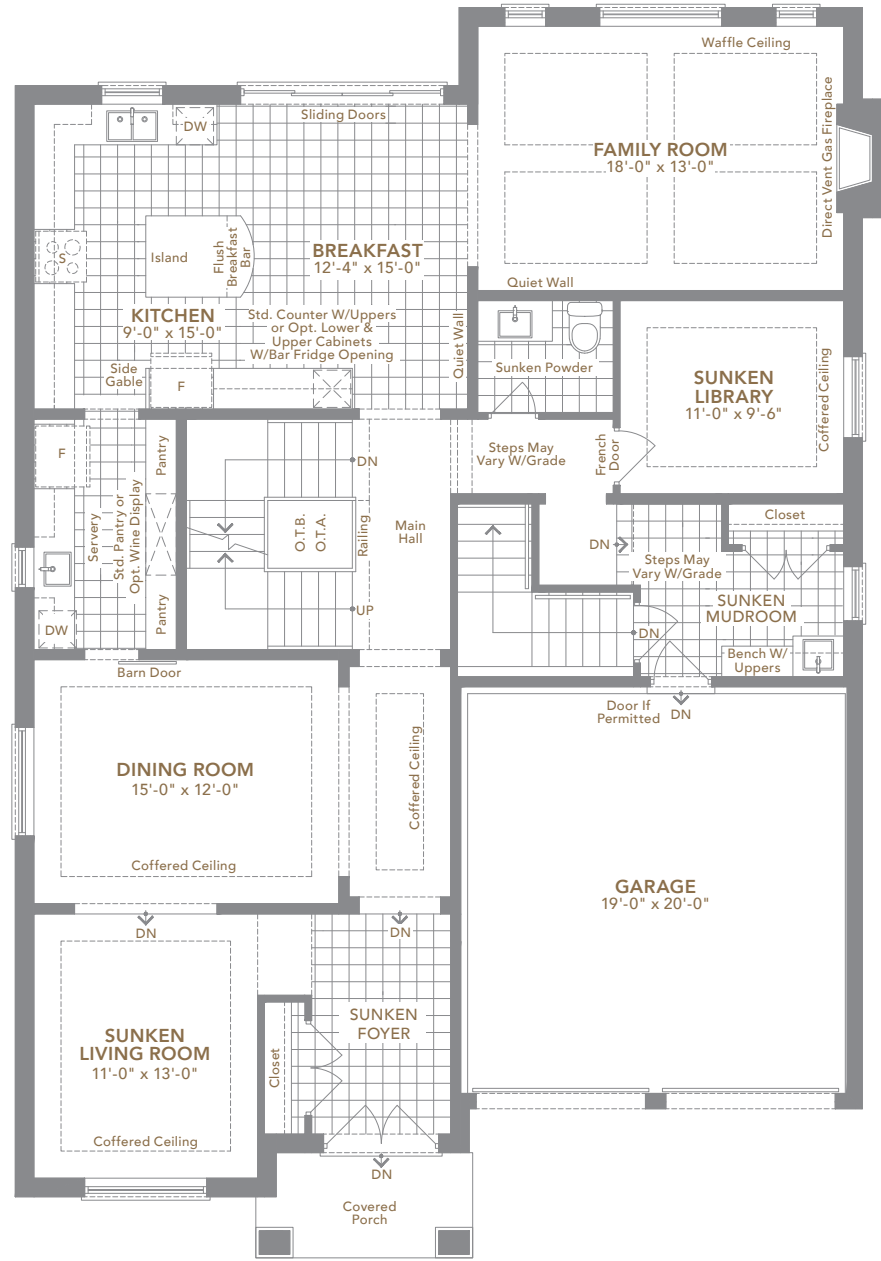 Waffle Ceiling
FAMILY ROOM
18'-0" x 13'-0"
Direct Vent Gas Fireplace
Quiet Wall
Sliding Doors
DW
S
Island
Flush
Breakfast
Bar
BREAKFAST
12'-4" x 15'-0"
KITCHEN
9'-0" x 15'-0"
Std. Counter W/Uppers
or Opt. Lower &
Upper Cabinets
W/Bar Fridge Opening
Quiet Wall
Side
Gable
F
Sunken Powder
SUNKEN
LIBRARY
11'-0" x 9'-6"
Coffered Ceiling
F
Pantry
Servery
Std. Pantry or
Opt. Wine Display
Pantry
DW
DN
O.T.B.
O.T.A.
Railing
Main
Hall
UP
Steps May
Vary W/Grade
French
Door
Closet
DN
Steps May
Vary W/Grade
SUNKEN
MUDROOM
DN
Bench W/
Uppers
Door If
Permitted
DN
Barn Door
DINING ROOM
15'-0" x 12'-0"
Coffered Ceiling
Coffered Ceiling
GARAGE
19'-0" x 20'-0"
DN
DN
SUNKEN
LIVING ROOM
11'-0" x 13'-0"
Coffered Ceiling
SUNKEN
FOYER
Closet
DN
Covered
Porch